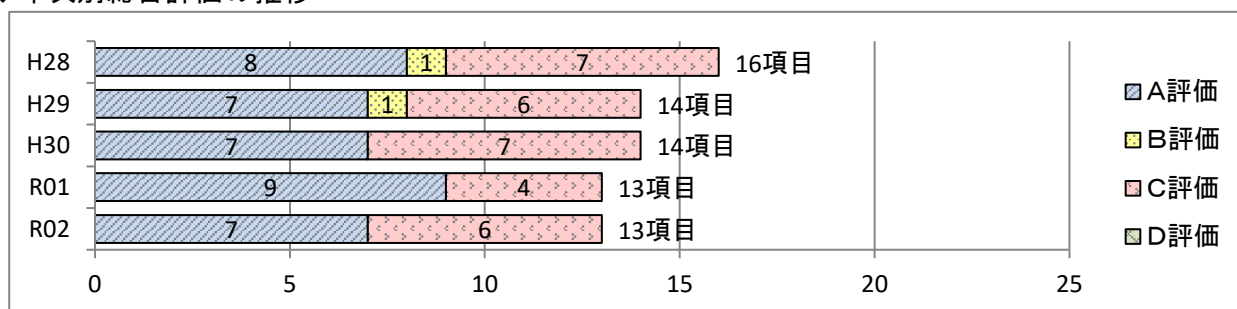 年次別総合評価の推移
H28 8 1 7 16項目
H29 7 1 6 14項目
H30 7 7 14項目
R01 9 4 13項目
R02 7 6 13項目
0 5 10 15 20 25
A評価
B評価
C評価
D評価